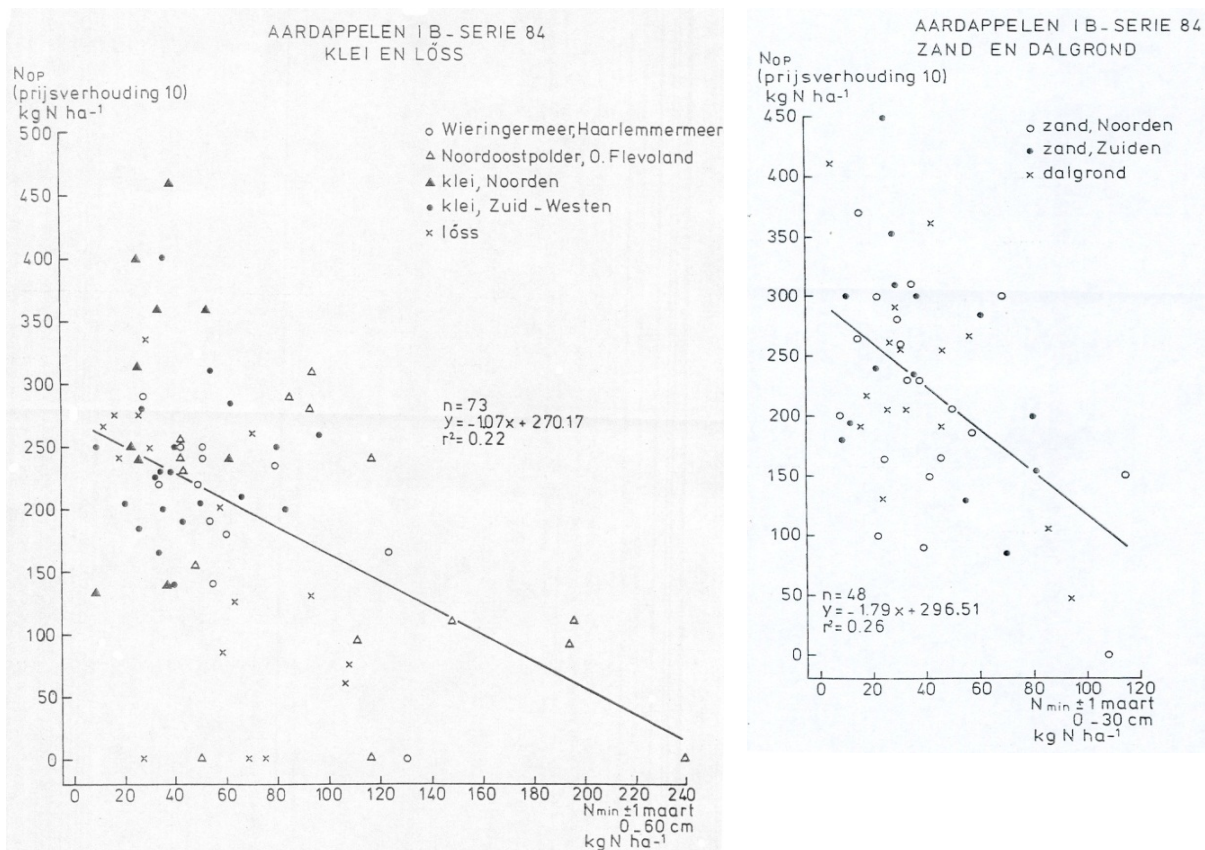 AARDAPPELEN I B - SERIE 84
KLEI EN LÖSS
NOP
(prijsverhouding 10)
kg N ha-1
500
450
400
350
300
250
200
150
100
50
0
○ Wieringermeer, Haarlemmermeer
△ Noordoostpolder, O. Flevoland
▲ klei, Noorden
• klei, Zuid - Westen
× löss
n = 73
y = -1.07x + 270.17
r² = 0.22
0 20 40 60 80 100 120 140 160 180 200 220 240
Nmin ±1 maart
0 - 60 cm
kg N ha-1
AARDAPPELEN I B - SERIE 84
ZAND EN DALGROND
NOP
(prijsverhouding 10)
kg N ha-1
450
400
350
300
250
200
150
100
50
0
○ zand, Noorden
• zand, Zuiden
× dalgrond
n = 48
y = -1.79 x + 296.51
r² = 0.26
0 20 40 60 80 100 120
Nmin ±1 maart
0 - 30 cm
kg N ha-1